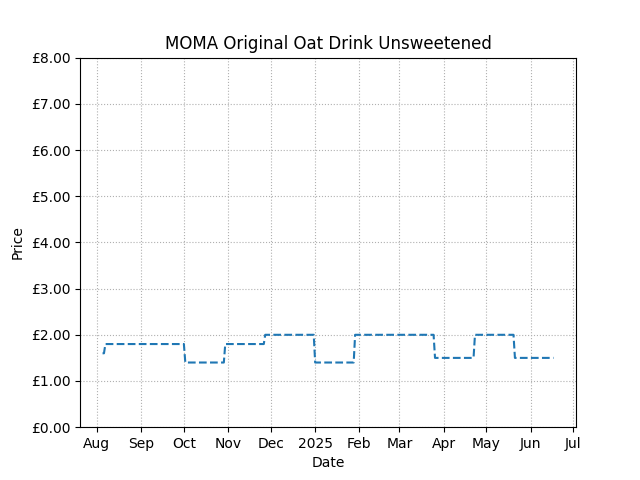 MOMA Original Oat Drink Unsweetened
£8.00
£7.00
£6.00
£5.00
£4.00
£3.00
£2.00
£1.00
£0.00
Price
Aug Sep Oct Nov Dec 2025 Feb Mar Apr May Jun Jul
Date